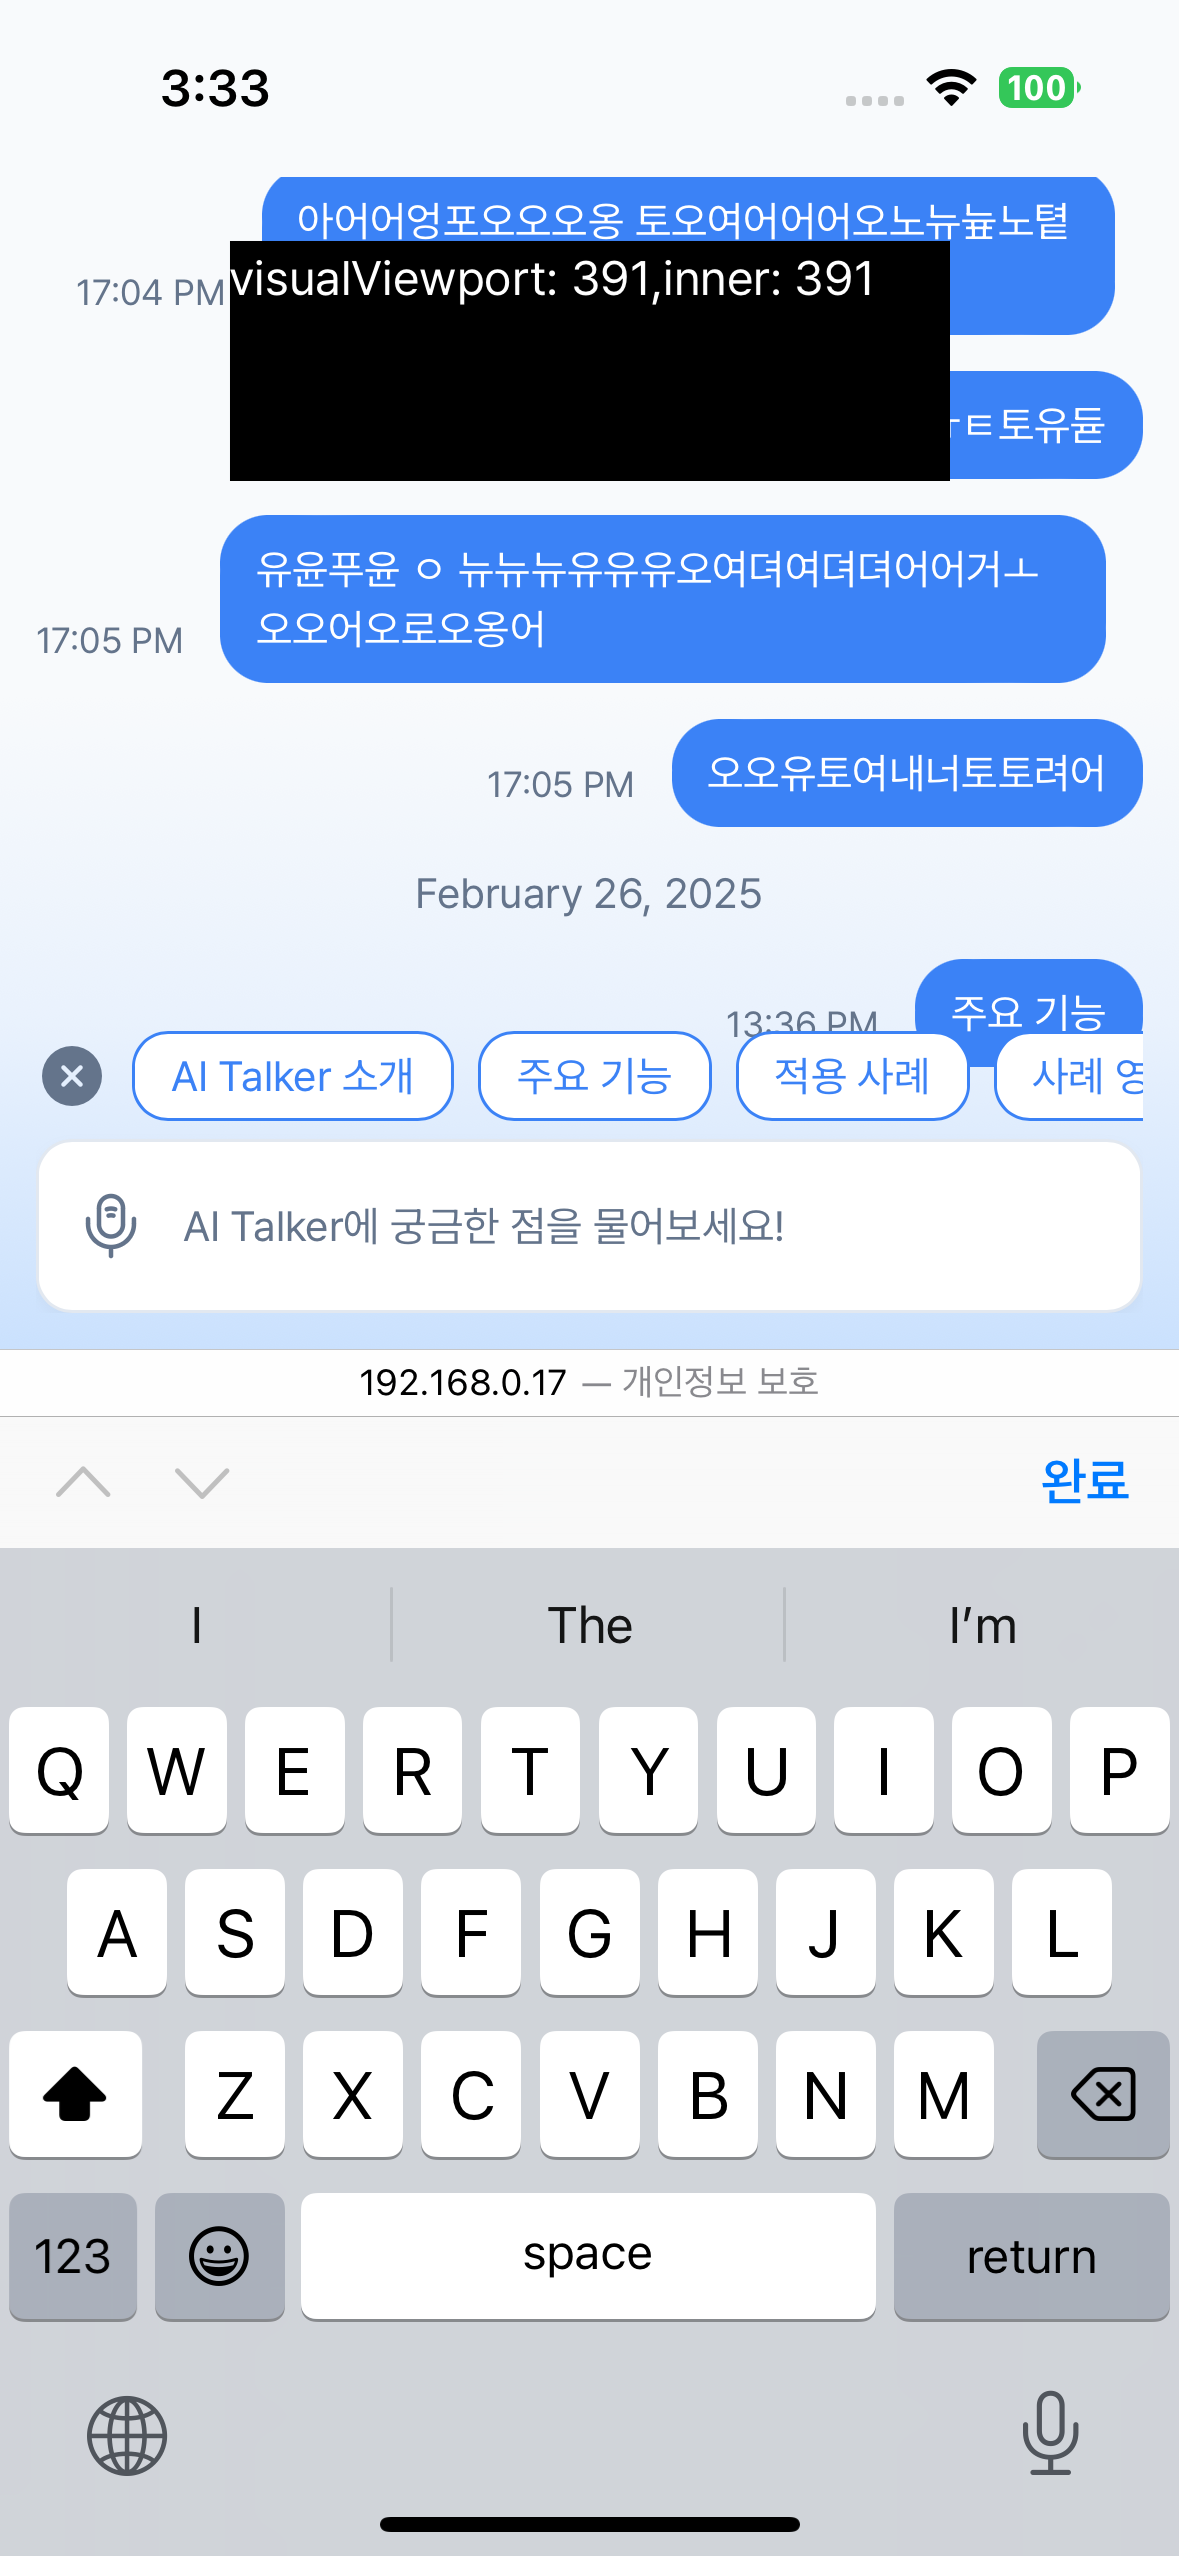 3:33
100
아어어엉포오오오옹 토오여어어어오노뉴늎노텹
17:04 PM
visualViewport: 391,inner: 391
ㅌ토유듙
유윤푸윤 ㅇ 뉴뉴뉴유유유오여뎌여뎌뎌어어거ㅗ
오오어오로오옹어
17:05 PM
오오유토여내너토토려어
17:05 PM
February 26, 2025
주요 기능
13:36 PM
AI Talker 소개
주요 기능
적용 사례
사례 영
AI Talker에 궁금한 점을 물어보세요!
192.168.0.17 — 개인정보 보호
완료
I The I’m
Q W E R T Y U I O P
A S D F G H J K L
Z X C V B N M
123 space return